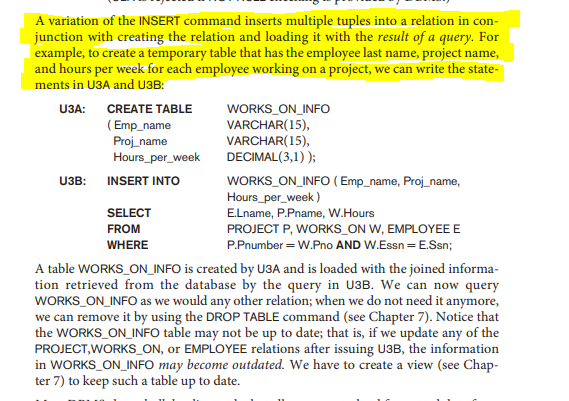 A variation of the INSERT command inserts multiple tuples into a relation in con-
junction with creating the relation and loading it with the result of a query. For
example, to create a temporary table that has the employee last name, project name,
and hours per week for each employee working on a project, we can write the state-
ments in U3A and U3B:
U3A: CREATE TABLE WORKS_ON_INFO
( Emp_name VARCHAR(15),
Proj_name VARCHAR(15),
Hours_per_week DECIMAL(3,1) );
U3B: INSERT INTO WORKS_ON_INFO ( Emp_name, Proj_name,
Hours_per_week )
SELECT E.Lname, P.Pname, W.Hours
FROM PROJECT P, WORKS_ON W, EMPLOYEE E
WHERE P.Pnumber = W.Pno AND W.Essn = E.Ssn;
A table WORKS_ON_INFO is created by U3A and is loaded with the joined informa-
tion retrieved from the database by the query in U3B. We can now query
WORKS_ON_INFO as we would any other relation; when we do not need it anymore,
we can remove it by using the DROP TABLE command (see Chapter 7). Notice that
the WORKS_ON_INFO table may not be up to date; that is, if we update any of the
PROJECT,WORKS_ON, or EMPLOYEE relations after issuing U3B, the information
in WORKS_ON_INFO may become outdated. We have to create a view (see Chap-
ter 7) to keep such a table up to date.